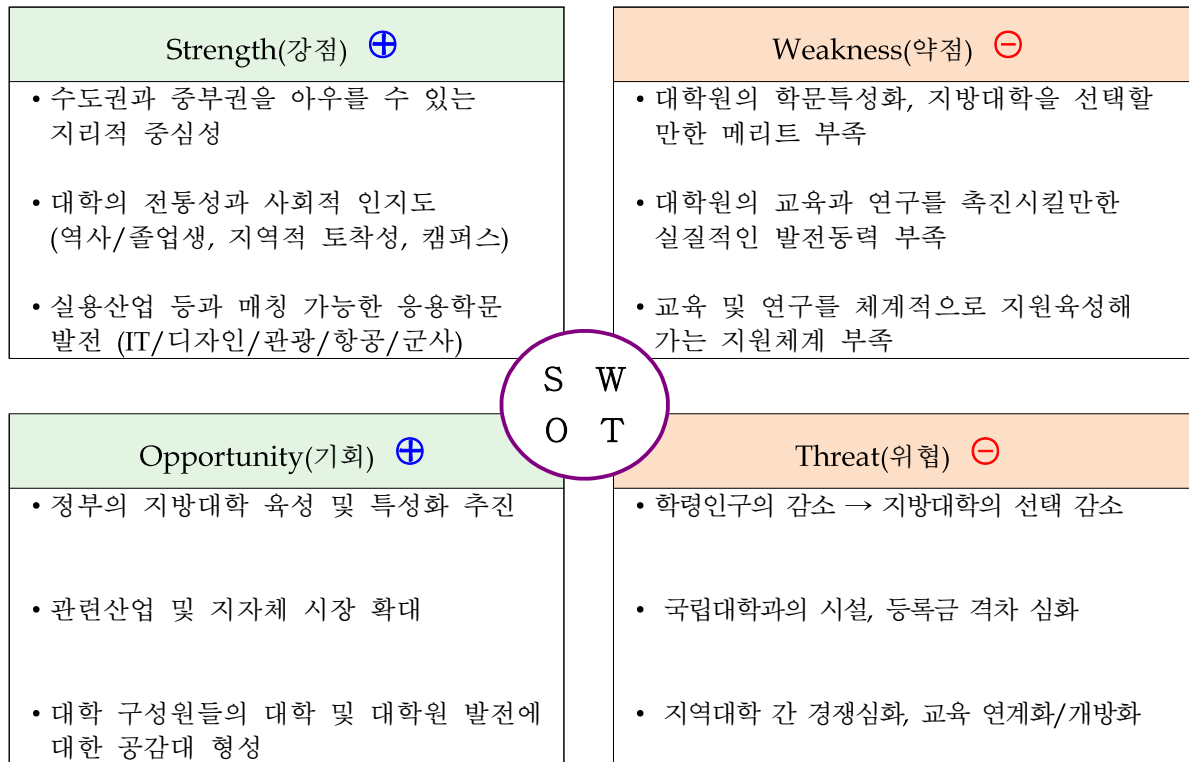 Strength(강점) ⊕
• 수도권과 중부권을 아우를 수 있는
지리적 중심성
• 대학의 전통성과 사회적 인지도
(역사/졸업생, 지역적 토착성, 캠퍼스)
• 실용산업 등과 매칭 가능한 응용학문
발전 (IT/디자인/관광/항공/군사)
Weakness(약점) ⊖
• 대학원의 학문특성화, 지방대학을 선택할
만한 메리트 부족
• 대학원의 교육과 연구를 촉진시킬만한
실질적인 발전동력 부족
• 교육 및 연구를 체계적으로 지원육성해
가는 지원체계 부족
S W
O T
Opportunity(기회) ⊕
• 정부의 지방대학 육성 및 특성화 추진
• 관련산업 및 지자체 시장 확대
• 대학 구성원들의 대학 및 대학원 발전에
대한 공감대 형성
Threat(위협) ⊖
• 학령인구의 감소 → 지방대학의 선택 감소
• 국립대학과의 시설, 등록금 격차 심화
• 지역대학 간 경쟁심화, 교육 연계화/개방화